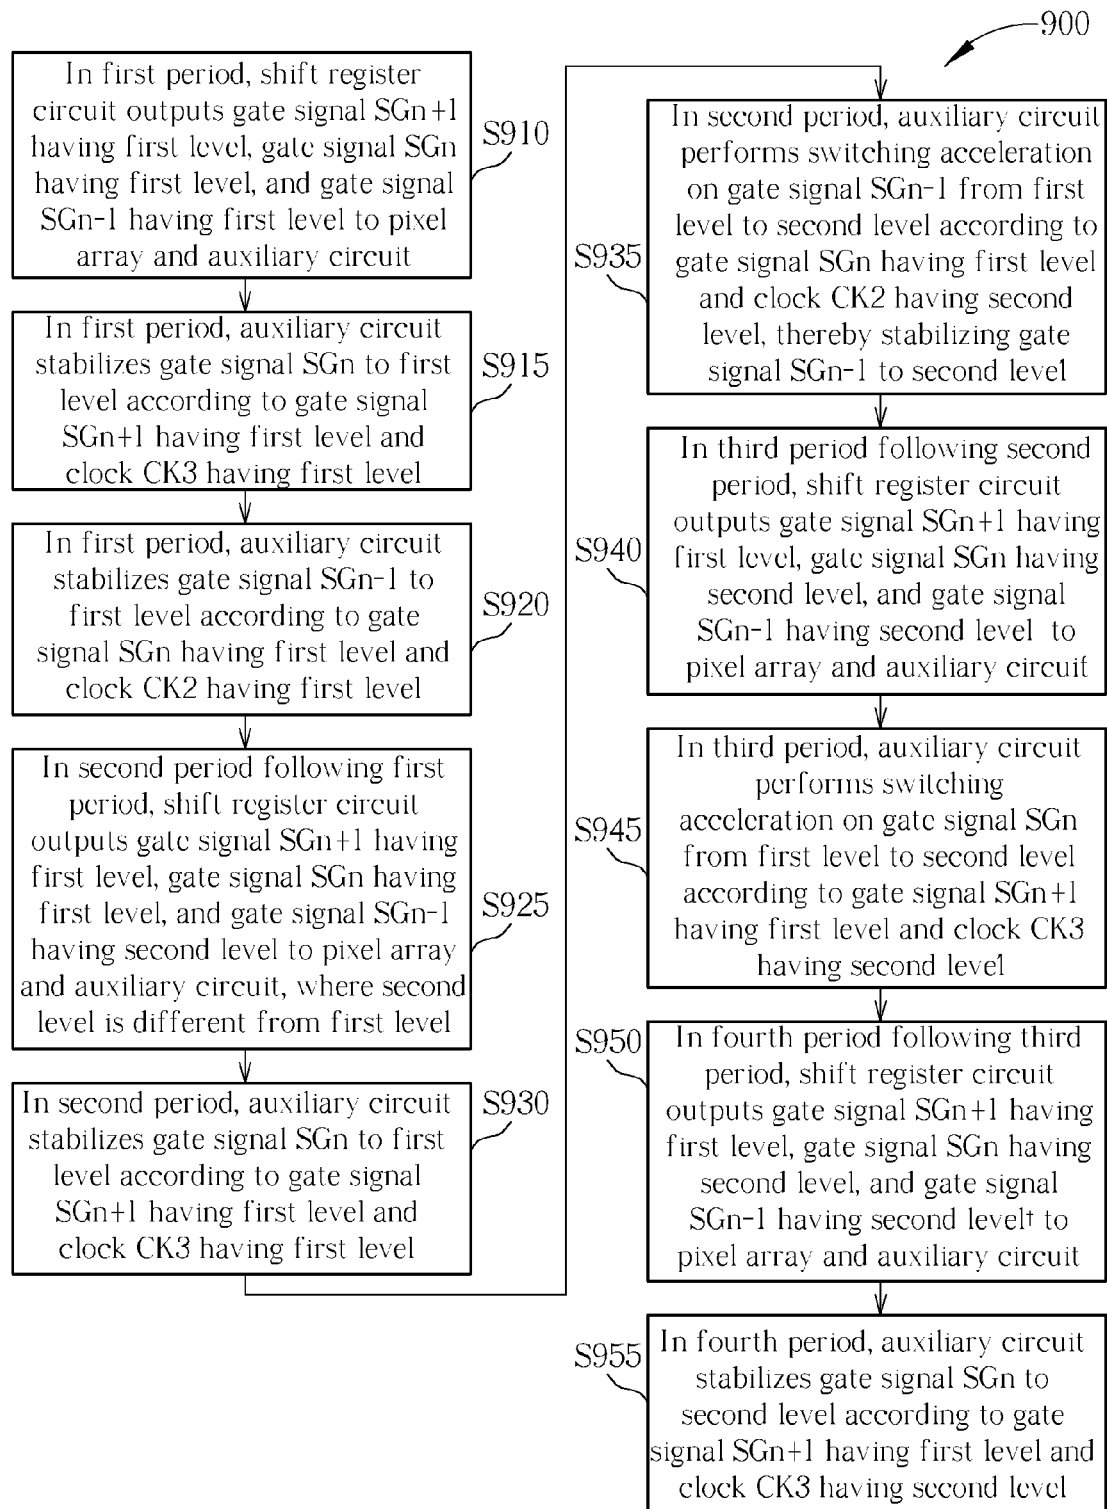 900
In first period, shift register
circuit outputs gate signal SGn+1
having first level, gate signal SGn
having first level, and gate signal
SGn-1 having first level to pixel
array and auxiliary circuit
S910
In first period, auxiliary circuit
stabilizes gate signal SGn to first
level according to gate signal
SGn+1 having first level and
clock CK3 having first level
S915
In first period, auxiliary circuit
stabilizes gate signal SGn-1 to
first level according to gate
signal SGn having first level and
clock CK2 having first level
S920
In second period following first
period, shift register circuit
outputs gate signal SGn+1 having
first level, gate signal SGn having
first level, and gate signal SGn-1
having second level to pixel array
and auxiliary circuit, where second
level is different from first level
S925
In second period, auxiliary circuit
stabilizes gate signal SGn to first
level according to gate signal
SGn+1 having first level and
clock CK3 having first level
S930
In second period, auxiliary circuit
performs switching acceleration
on gate signal SGn-1 from first
level to second level according to
gate signal SGn having first level
and clock CK2 having second
level, thereby stabilizing gate
signal SGn-1 to second level
S935
In third period following second
period, shift register circuit
outputs gate signal SGn+1 having
first level, gate signal SGn having
second level, and gate signal
SGn-1 having second level to
pixel array and auxiliary circuit
S940
In third period, auxiliary circuit
performs switching
acceleration on gate signal SGn
from first level to second level
according to gate signal SGn+1
having first level and clock CK3
having second level
S945
In fourth period following third
period, shift register circuit
outputs gate signal SGn+1 having
first level, gate signal SGn having
second level, and gate signal
SGn-1 having second level† to
pixel array and auxiliary circuit
S950
In fourth period, auxiliary circuit
stabilizes gate signal SGn to
second level according to gate
signal SGn+1 having first level and
clock CK3 having second level
S955